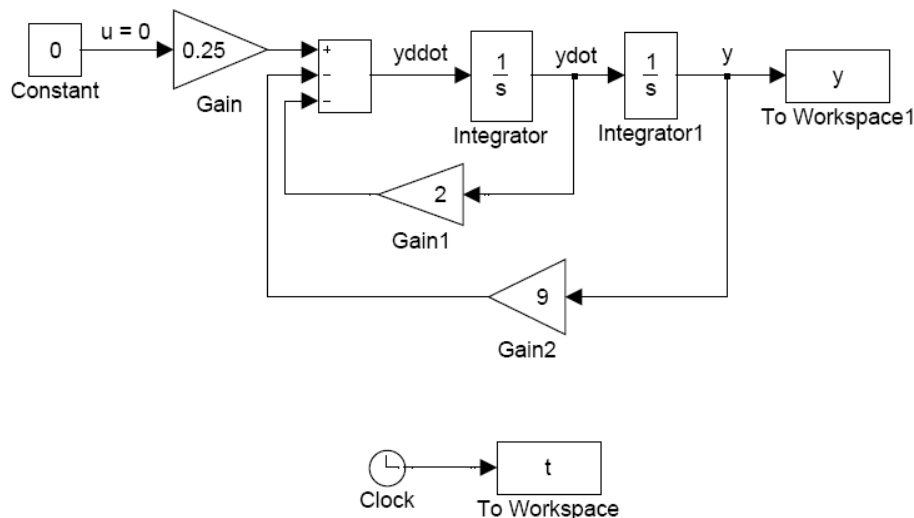 u = 0
0
0.25
Constant
Gain
+
−
−
yddot
1
s
Integrator
ydot
1
s
Integrator1
y
y
To Workspace1
2
Gain1
9
Gain2
Clock
t
To Workspace